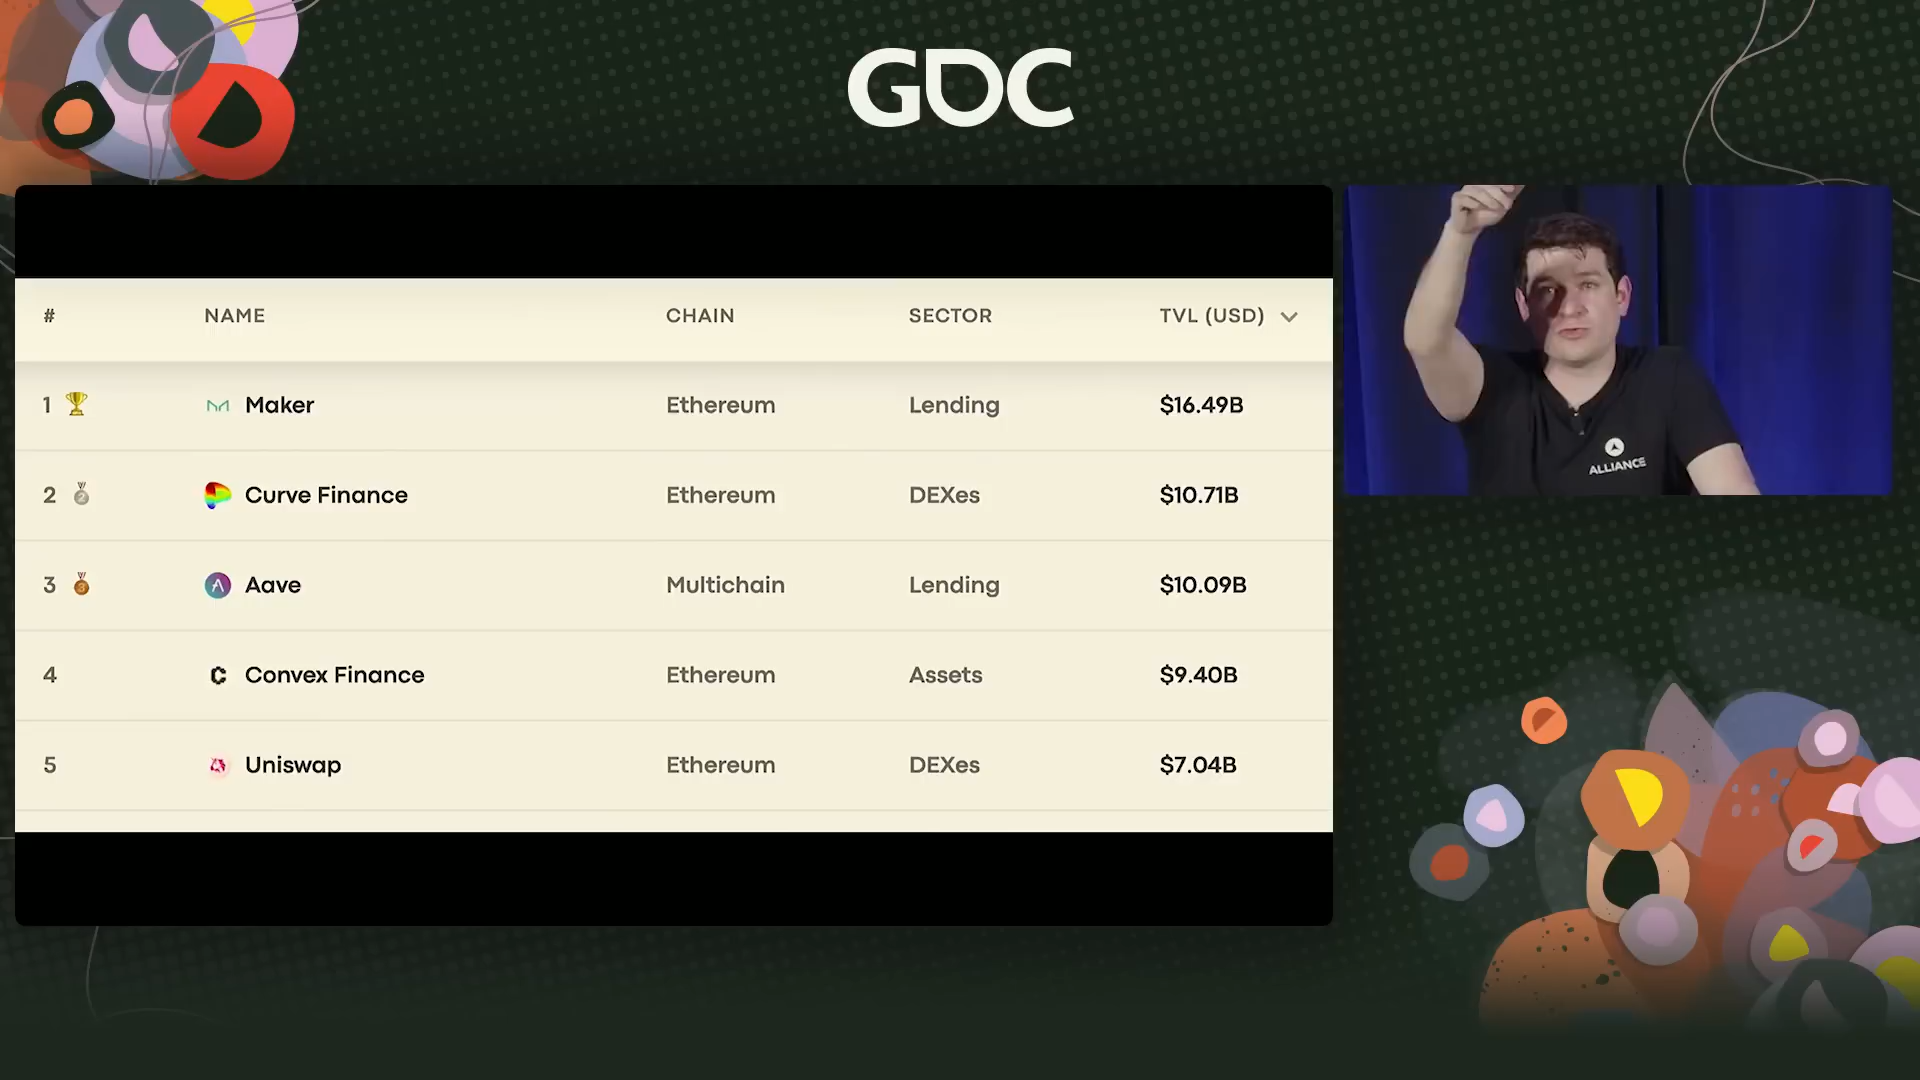 GDC
# NAME CHAIN SECTOR TVL (USD)
1 Maker Ethereum Lending $16.49B
2 Curve Finance Ethereum DEXes $10.71B
3 Aave Multichain Lending $10.09B
4 Convex Finance Ethereum Assets $9.40B
5 Uniswap Ethereum DEXes $7.04B
ALLIANCE